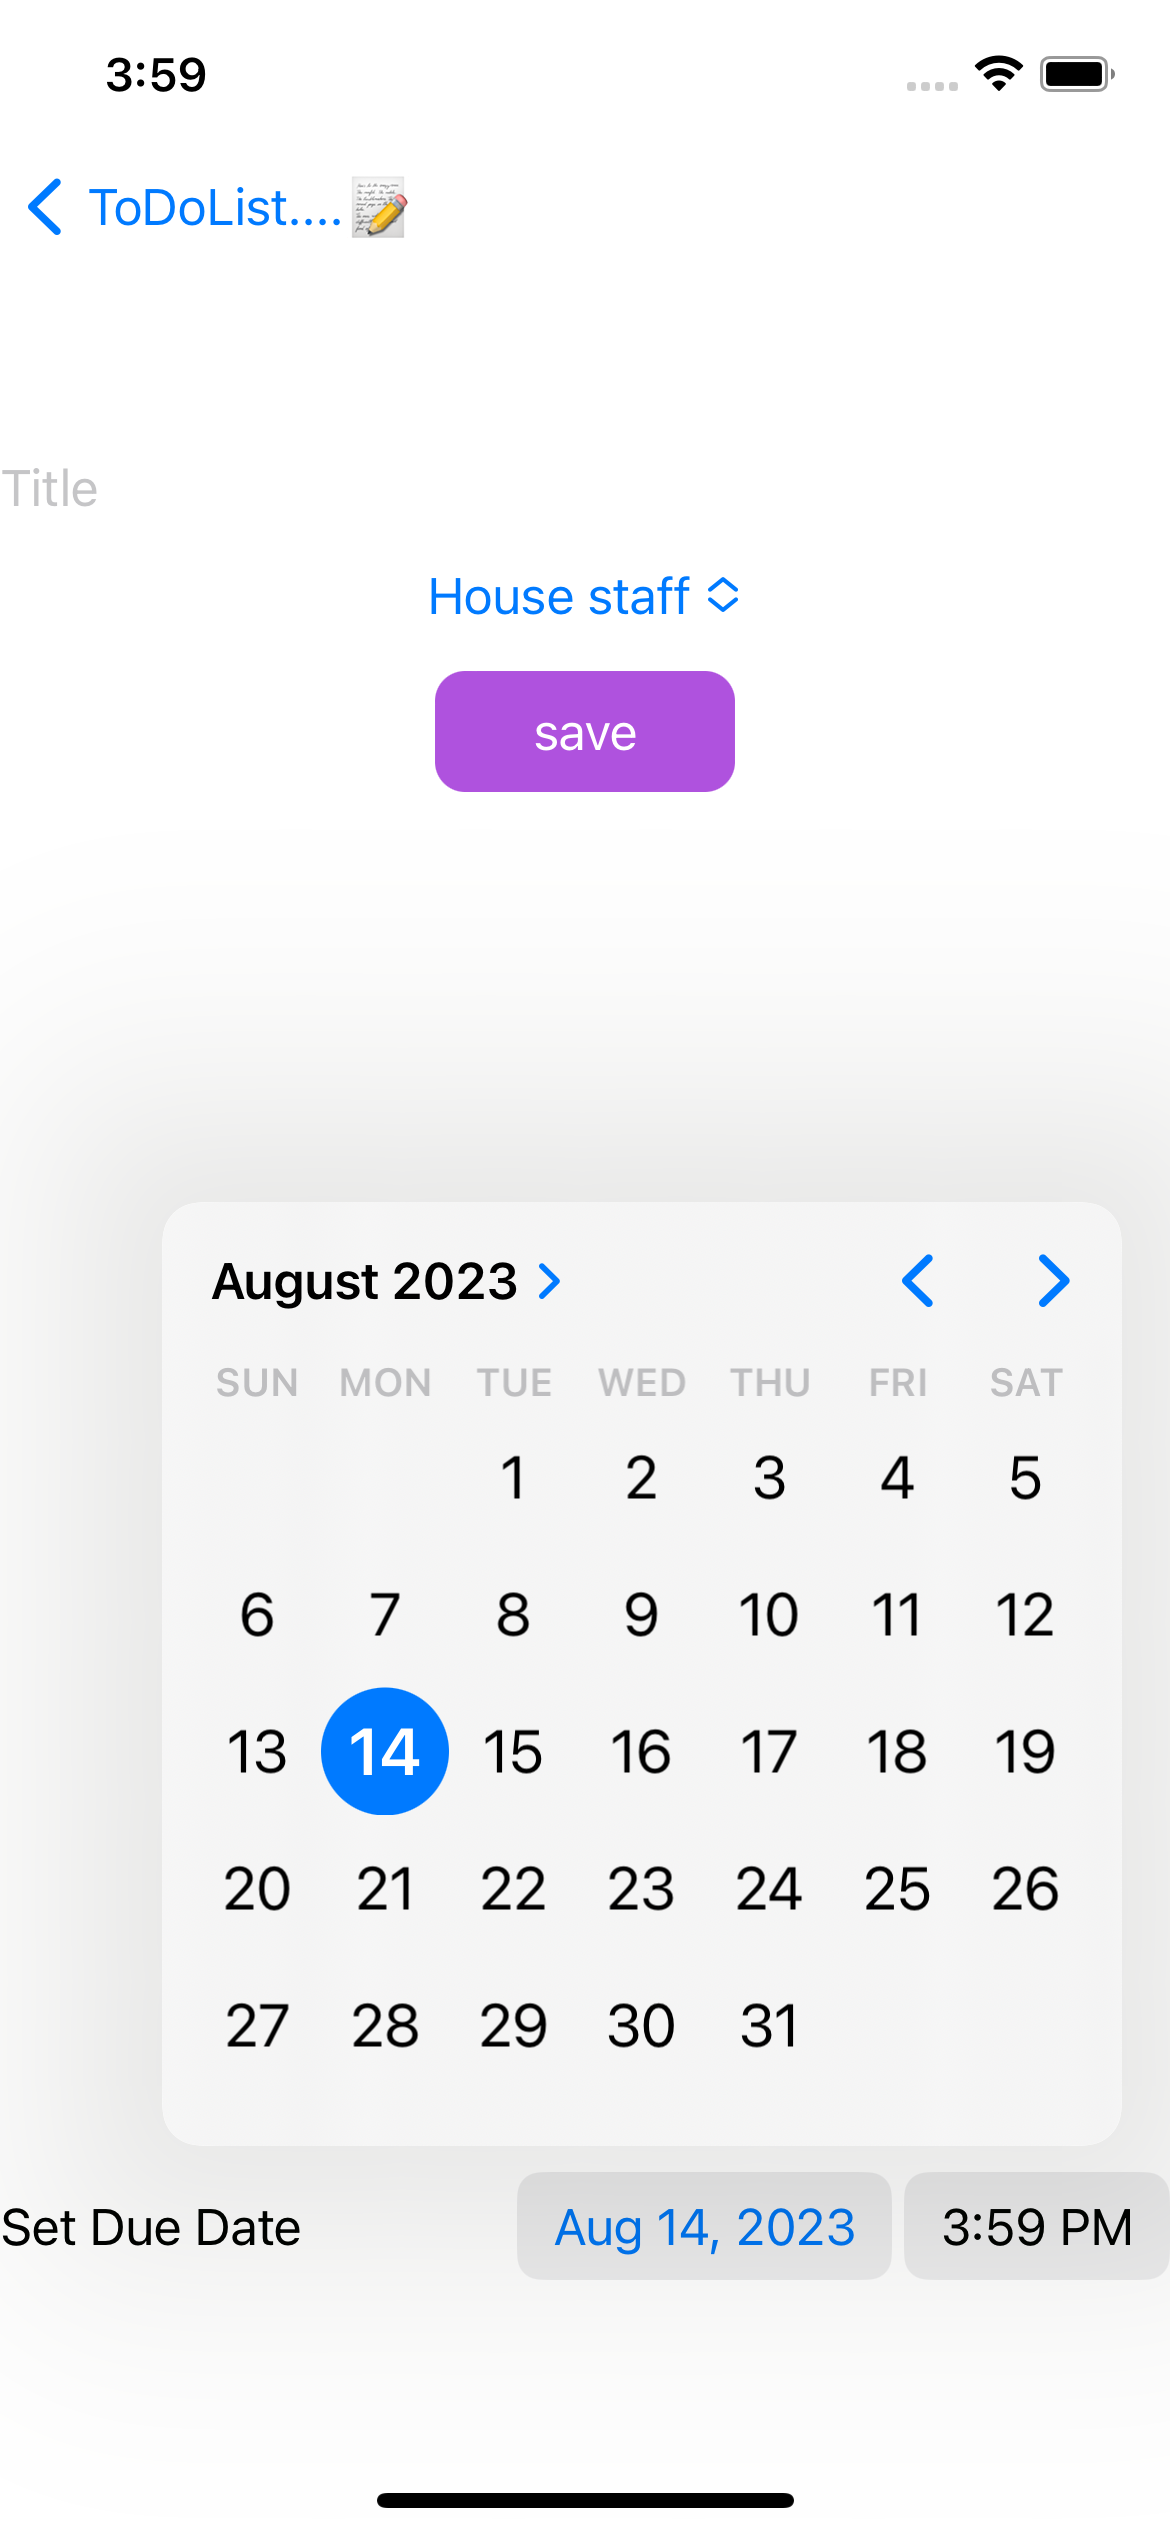 3:59
ToDoList....
Title
House staff
save
August 2023
SUN MON TUE WED THU FRI SAT
1 2 3 4 5
6 7 8 9 10 11 12
13 14 15 16 17 18 19
20 21 22 23 24 25 26
27 28 29 30 31
Set Due Date Aug 14, 2023 3:59 PM